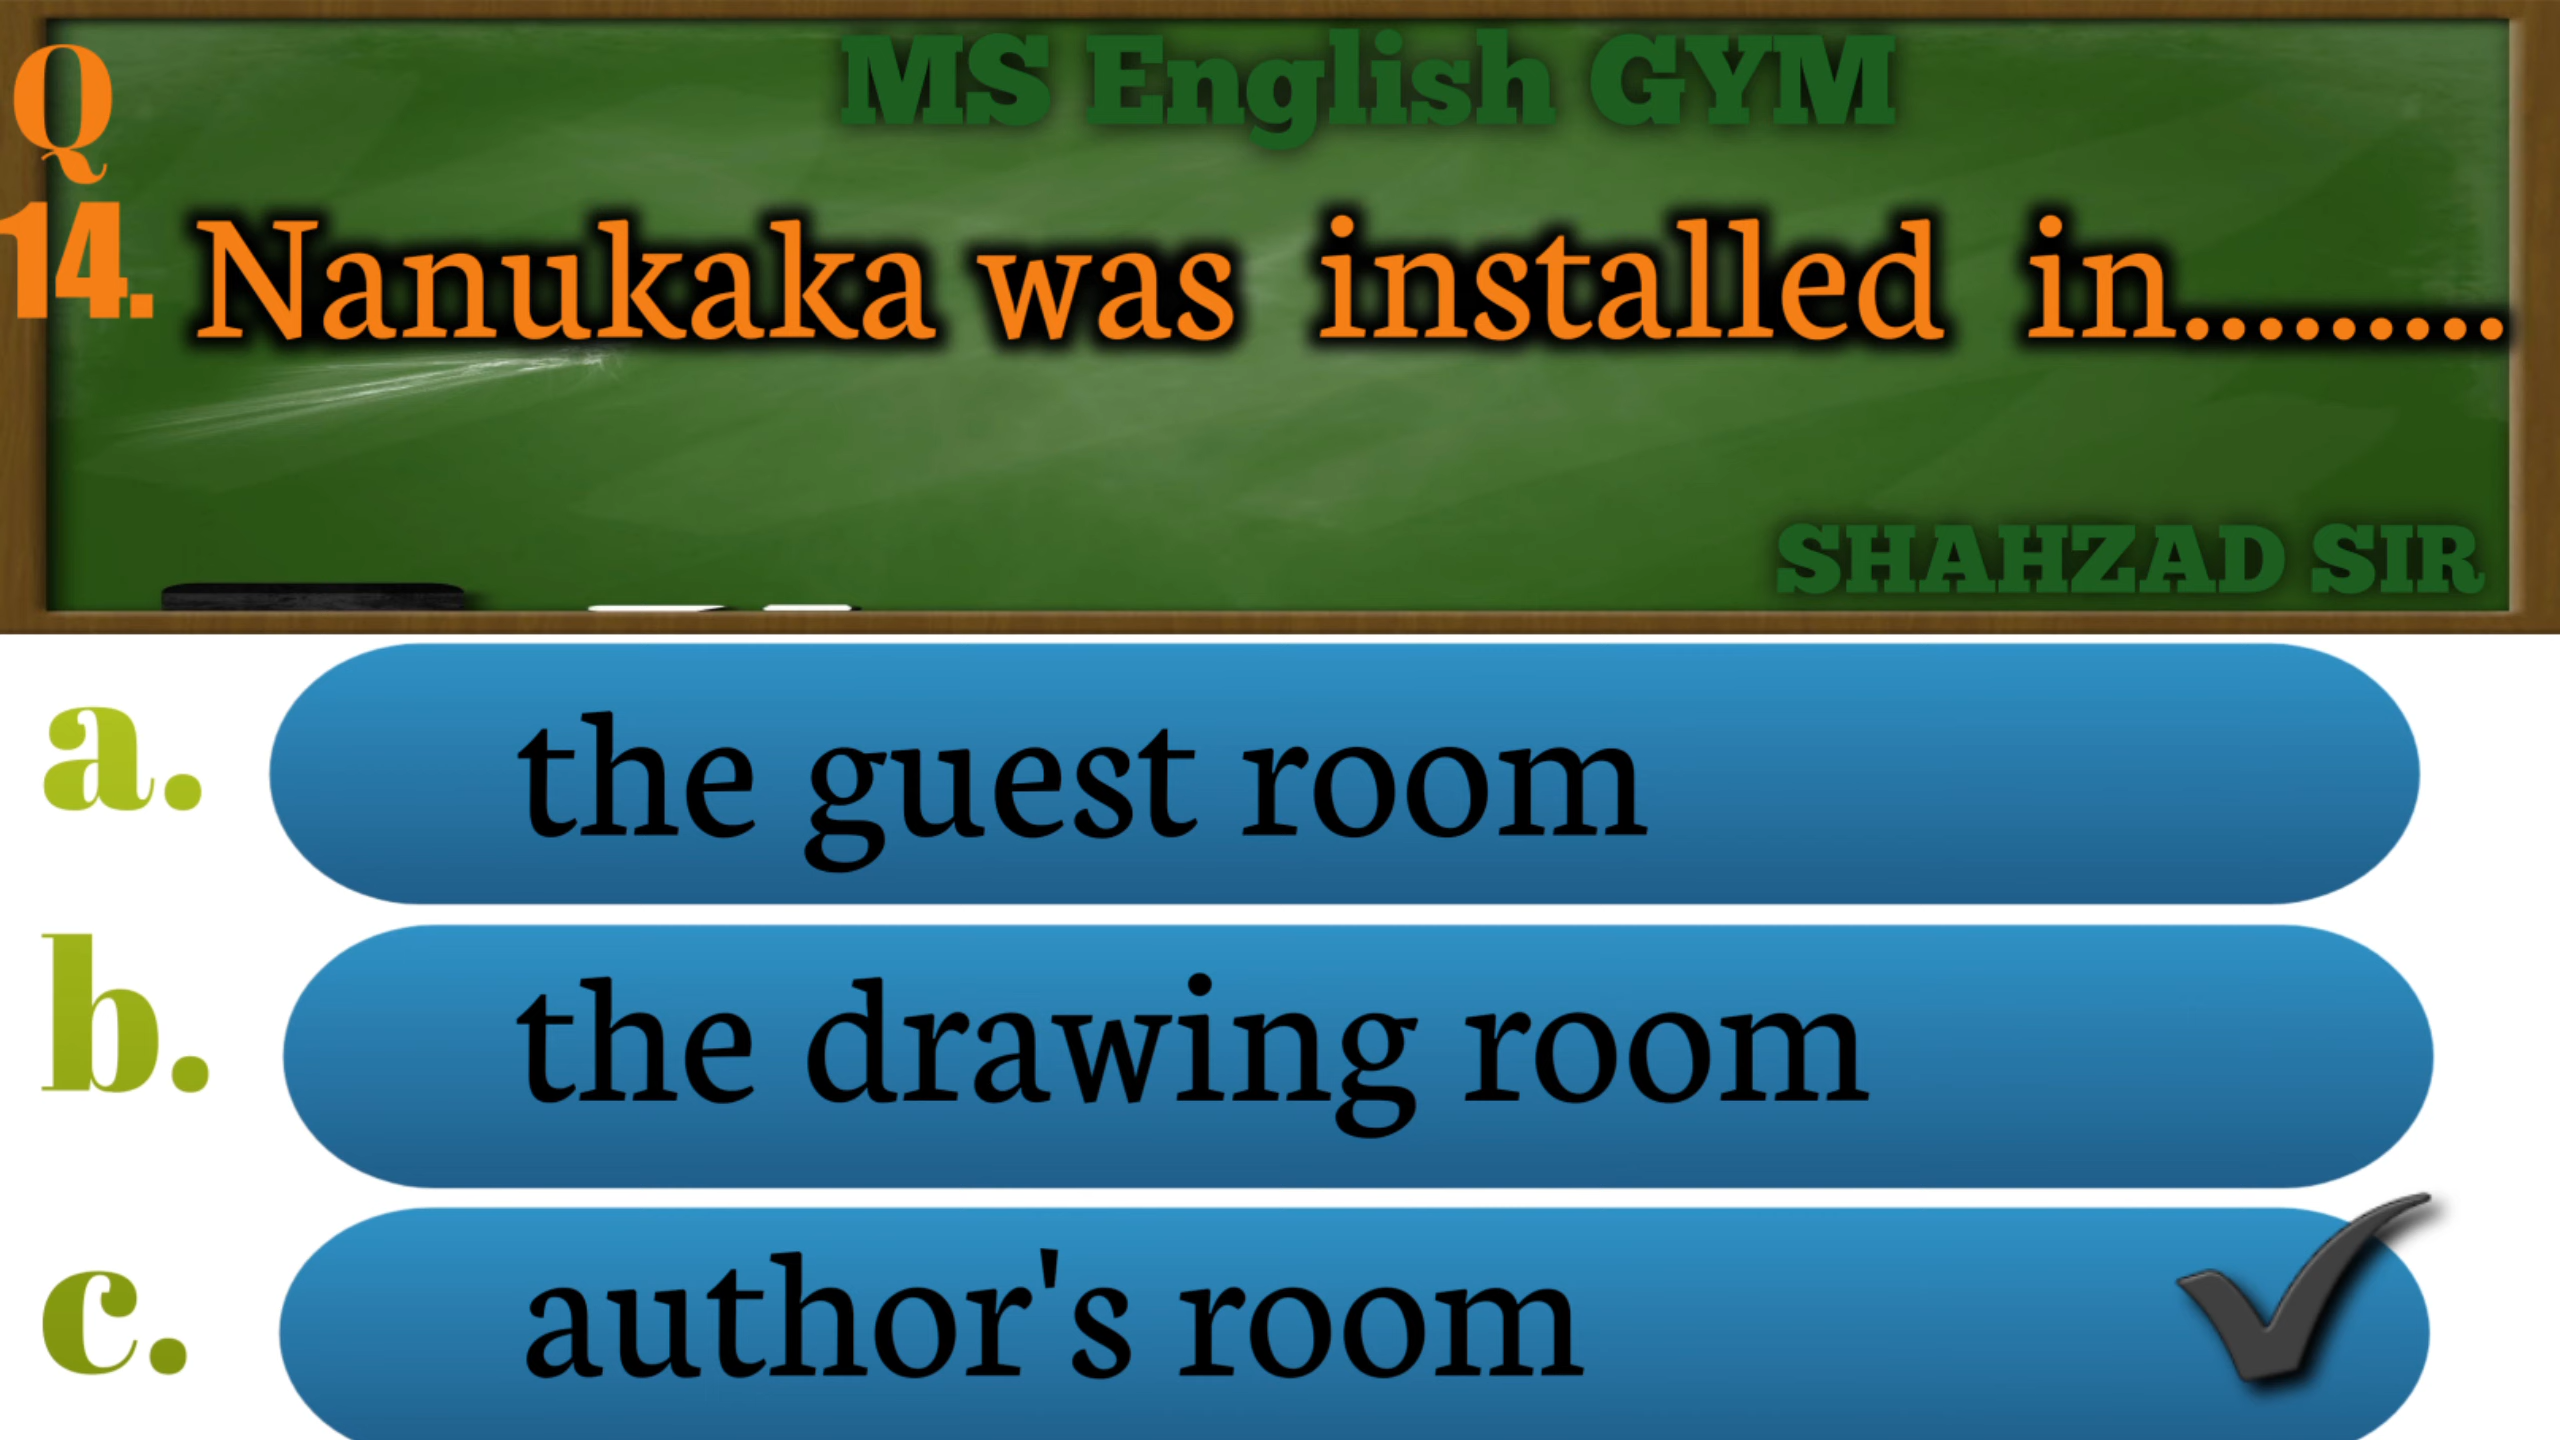 MS English GYM
Q
14. Nanukaka was installed in.........
SHAHZAD SIR
a. the guest room
b. the drawing room
c. author's room